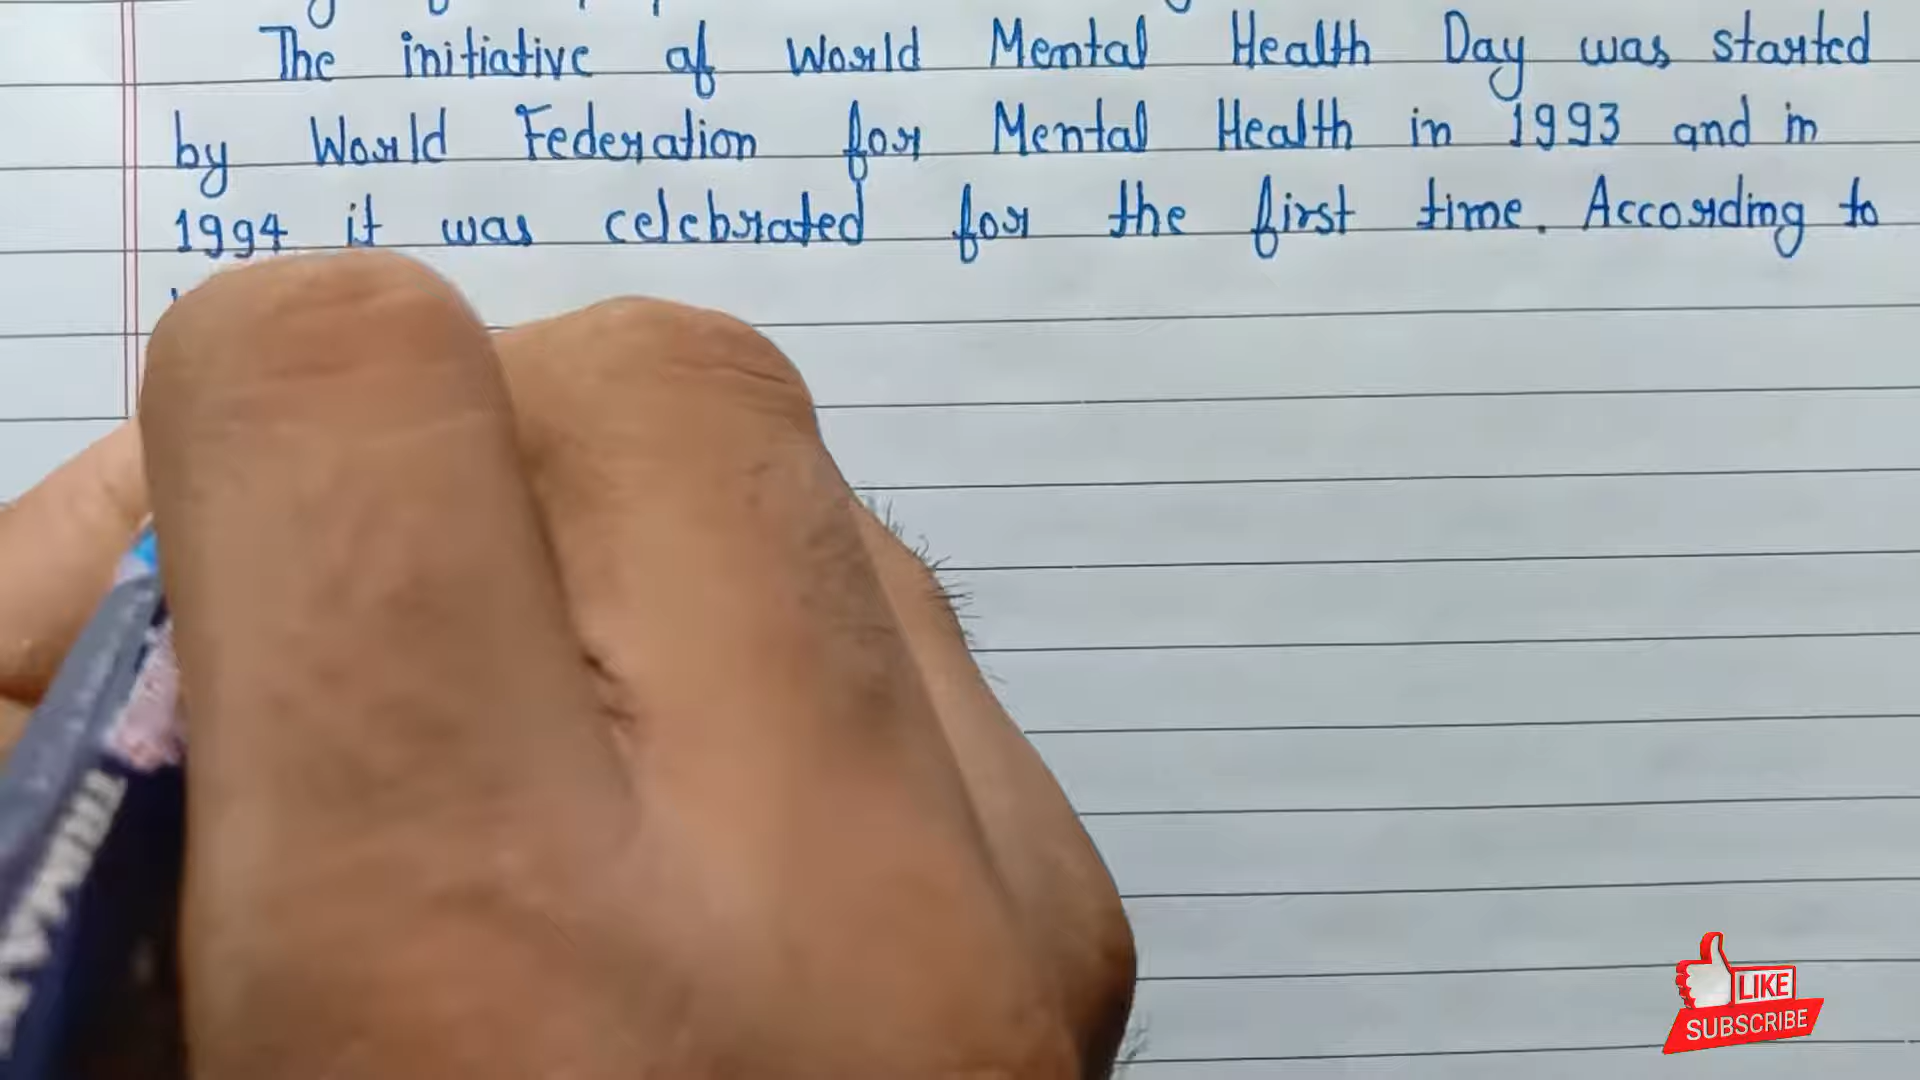 The initiative of World Mental Health Day was started
by World Federation for Mental Health in 1993 and in
1994 it was celebrated for the first time. According to
TRIMAX
LIKE
SUBSCRIBE